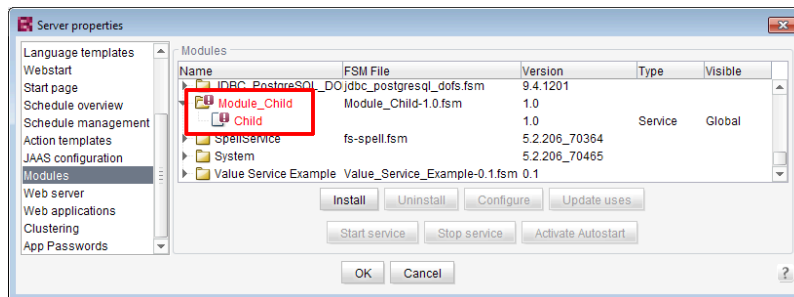 Server properties
Language templates
Webstart
Start page
Schedule overview
Schedule management
Action templates
JAAS configuration
Modules
Web server
Web applications
Clustering
App Passwords
Modules
Name FSM File Version Type Visible
JDBC_PostgreSQL_DO jdbc_postgresql_dofs.fsm 9.4.1201
Module_Child Module_Child-1.0.fsm 1.0
Child 1.0 Service Global
SpellService fs-spell.fsm 5.2.206_70364
System 5.2.206_70465
Value Service Example Value_Service_Example-0.1.fsm 0.1
Install Uninstall Configure Update uses
Start service Stop service Activate Autostart
OK Cancel ?